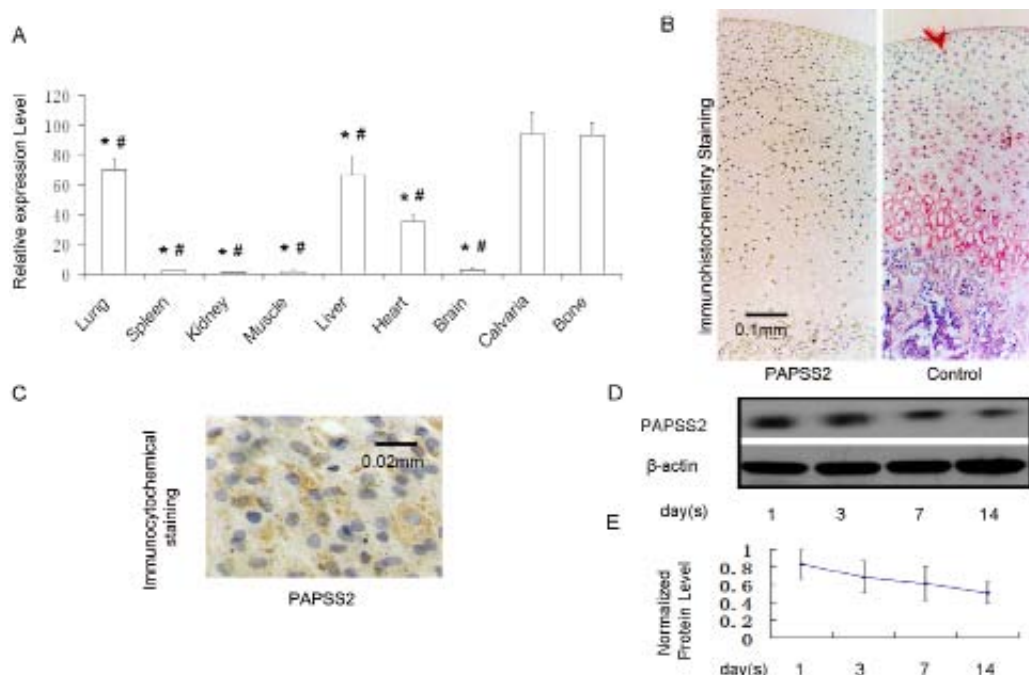 A
Relative expression Level
120
100
80
60
40
20
0
* #
* #
* #
* #
* #
* #
* #
Lung
Spleen
Kidney
Muscle
Liver
Heart
Brain
Calvaria
Bone
B
Immunohistochemistry Staining
0.1mm
PAPSS2
Control
C
Immunocytochemical
staining
0.02mm
PAPSS2
D
PAPSS2
β-actin
day(s) 1 3 7 14
E
Normalized
Protein Level
1
0.8
0.6
0.4
0.2
0
day(s) 1 3 7 14